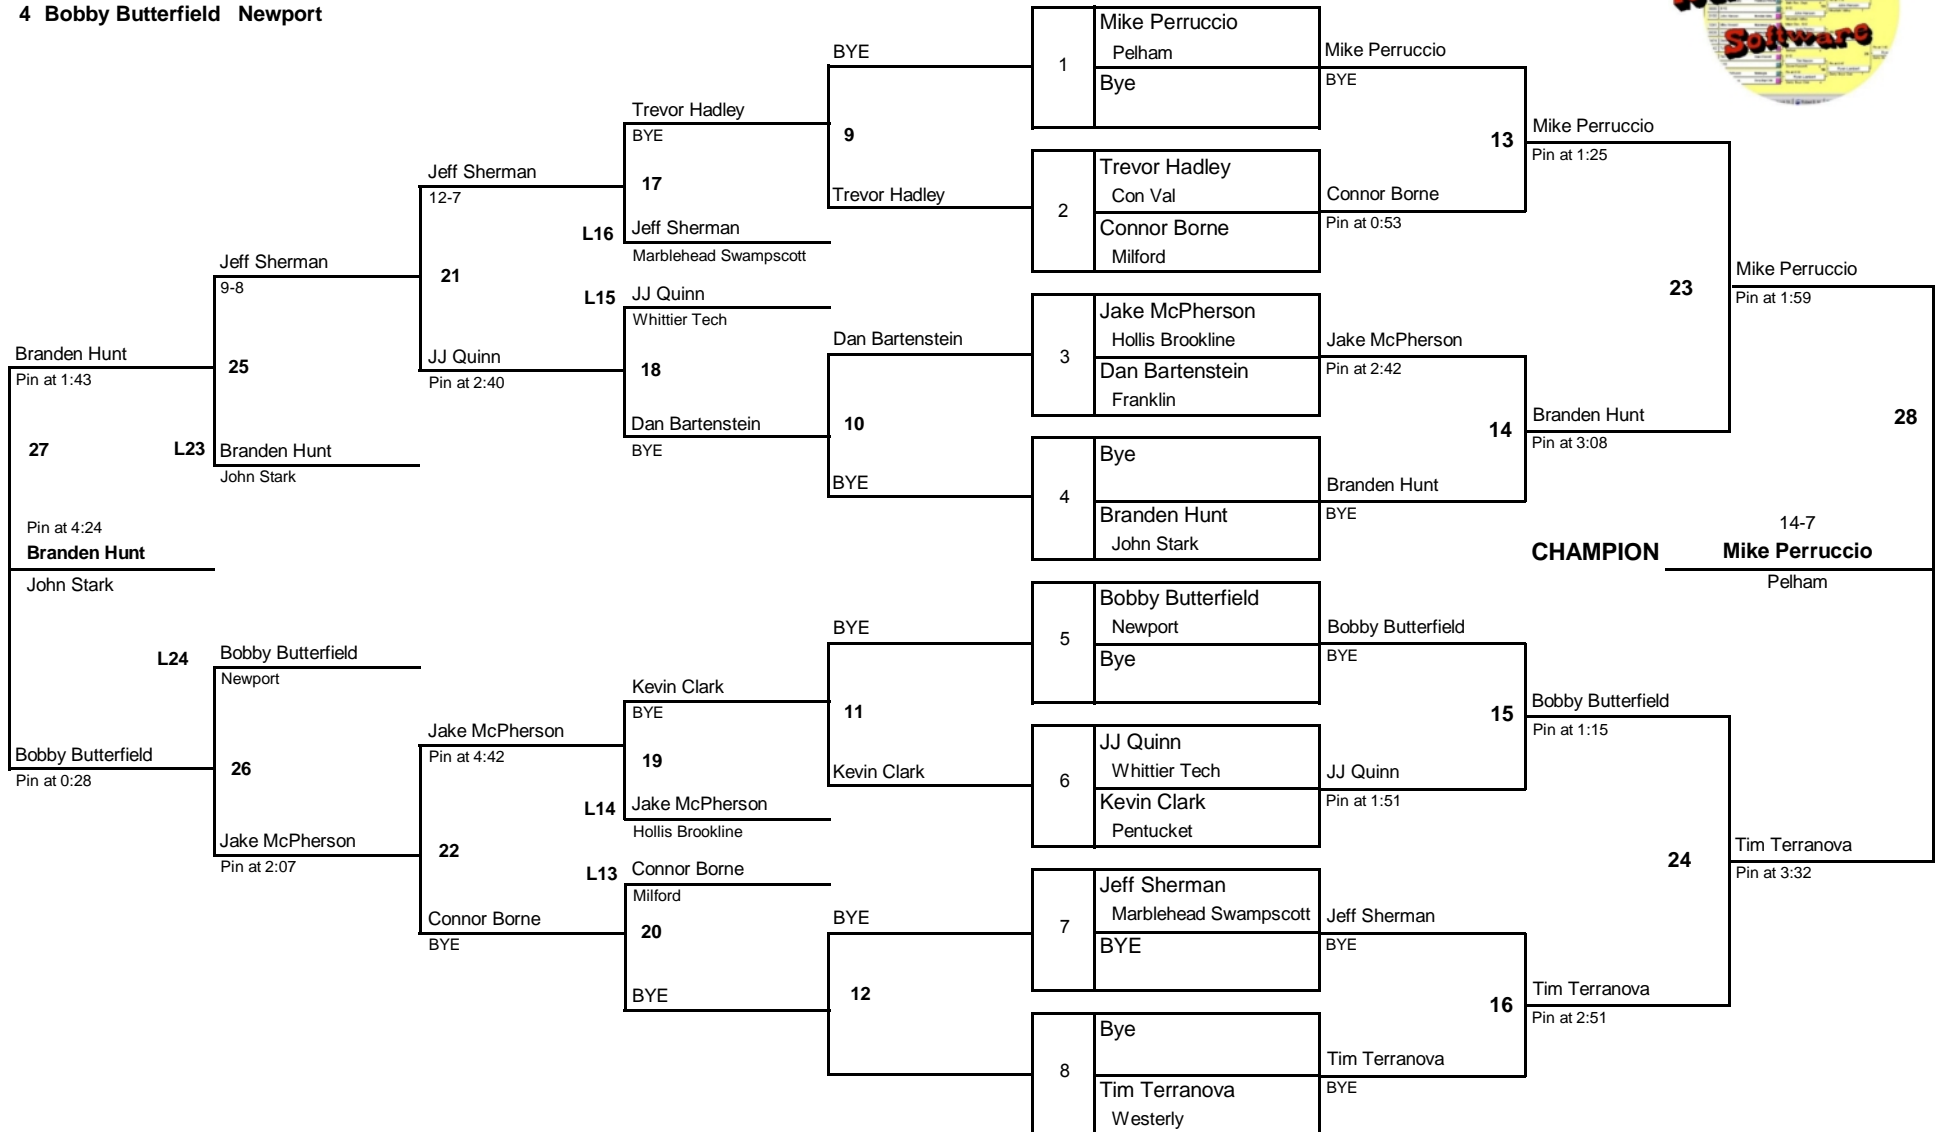 4 Bobby Butterfield Newport
Software
BYE
Trevor Hadley
BYE
9
Jeff Sherman
12-7
17
Trevor Hadley
L16
Jeff Sherman
Marblehead Swampscott
Jeff Sherman
9-8
21
L15
JJ Quinn
Whittier Tech
Dan Bartenstein
Branden Hunt
Pin at 1:43
25
JJ Quinn
Pin at 2:40
18
Dan Bartenstein
BYE
10
27
L23
Branden Hunt
John Stark
BYE
Pin at 4:24
Branden Hunt
John Stark
L24
Bobby Butterfield
Newport
BYE
Kevin Clark
BYE
11
Jake McPherson
Pin at 4:42
19
Kevin Clark
Bobby Butterfield
Pin at 0:28
26
L14
Jake McPherson
Hollis Brookline
Jake McPherson
Pin at 2:07
22
L13
Connor Borne
Milford
Connor Borne
BYE
20
BYE
BYE
12
1
Mike Perruccio
Pelham
Bye
2
Trevor Hadley
Con Val
Connor Borne
Milford
3
Jake McPherson
Hollis Brookline
Dan Bartenstein
Franklin
4
Bye
Branden Hunt
John Stark
5
Bobby Butterfield
Newport
Bye
6
JJ Quinn
Whittier Tech
Kevin Clark
Pentucket
7
Jeff Sherman
Marblehead Swampscott
BYE
8
Bye
Tim Terranova
Westerly
Mike Perruccio
BYE
13
Connor Borne
Pin at 0:53
Jake McPherson
Pin at 2:42
14
Branden Hunt
BYE
Bobby Butterfield
BYE
15
JJ Quinn
Pin at 1:51
Jeff Sherman
BYE
16
Tim Terranova
BYE
Mike Perruccio
Pin at 1:25
23
Branden Hunt
Pin at 3:08
Bobby Butterfield
Pin at 1:15
24
Tim Terranova
Pin at 2:51
Mike Perruccio
Pin at 1:59
28
14-7
CHAMPION Mike Perruccio
Pelham
Tim Terranova
Pin at 3:32